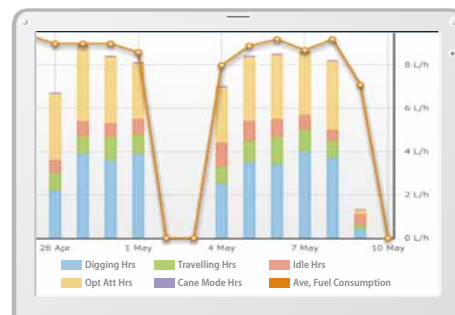 8 L/h
6 L/h
4 L/h
2 L/h
0 L/h
28 Apr 1 May 4 May 7 May 10 May
Digging Hrs Travelling Hrs Idle Hrs
Opt Att Hrs Cane Mode Hrs Ave, Fuel Consumption